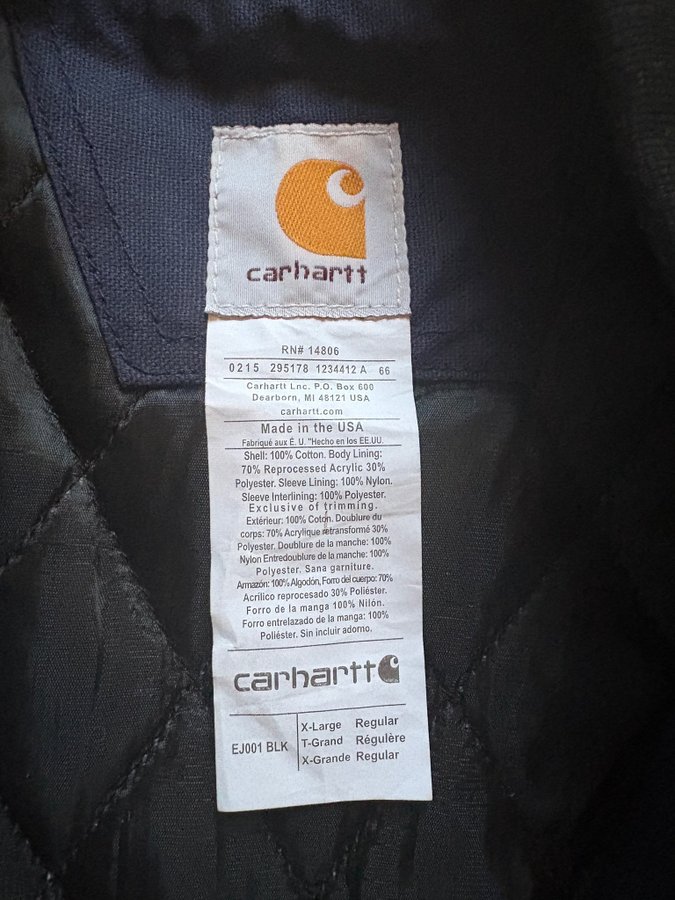 carhartt
RN# 14806
0215 295178 1234412 A 66
Carhartt Lnc. P.O. Box 600
Dearborn, MI 48121 USA
carhartt.com
Made in the USA
Fabriqué aux É. U. "Hecho en los EE.UU.
Shell: 100% Cotton. Body Lining:
70% Reprocessed Acrylic 30%
Polyester. Sleeve Lining: 100% Nylon.
Sleeve Interlining: 100% Polyester.
Exclusive of trimming.
Extérieur: 100% Coton. Doublure du
corps: 70% Acrylique retransformé 30%
Polyester. Doublure de la manche: 100%
Nylon Entredoublure de la manche: 100%
Polyester. Sana garniture.
Armazón: 100% Algodón, Forro del cuerpo: 70%
Acrílico reprocesado 30% Poliéster.
Forro de la manga 100% Nilón.
Forro entrelazado de la manga: 100%
Poliéster. Sin incluir adorno.
carhartt
EJ001 BLK
X-Large Regular
T-Grand Régulère
X-Grande Regular